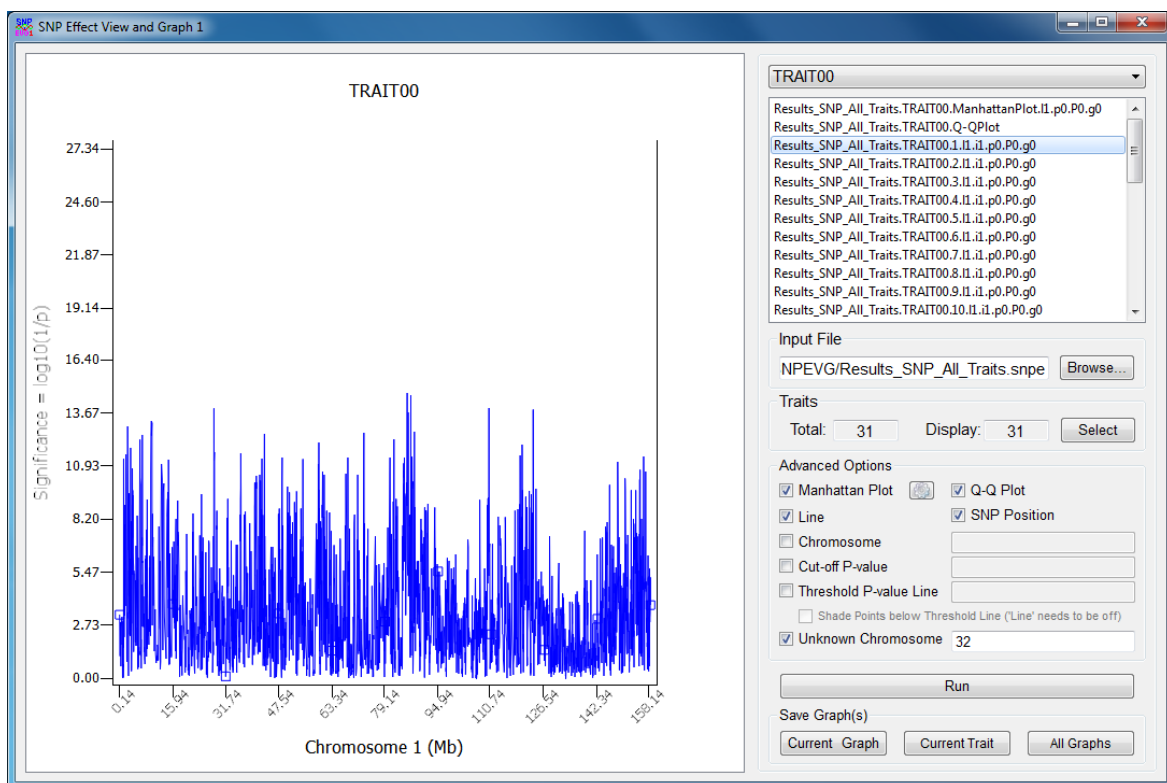 SNP Effect View and Graph 1
TRAIT00
27.34
24.60
21.87
19.14
16.40
13.67
10.93
8.20
5.47
2.73
0.00
Significance = log10(1/p)
0.14
15.94
31.74
47.54
63.34
79.14
94.94
110.74
126.54
142.34
158.14
Chromosome 1 (Mb)
TRAIT00
Results_SNP_All_Traits.TRAIT00.ManhattanPlot.l1.p0.P0.g0
Results_SNP_All_Traits.TRAIT00.Q-QPlot
Results_SNP_All_Traits.TRAIT00.1.l1.i1.p0.P0.g0
Results_SNP_All_Traits.TRAIT00.2.l1.i1.p0.P0.g0
Results_SNP_All_Traits.TRAIT00.3.l1.i1.p0.P0.g0
Results_SNP_All_Traits.TRAIT00.4.l1.i1.p0.P0.g0
Results_SNP_All_Traits.TRAIT00.5.l1.i1.p0.P0.g0
Results_SNP_All_Traits.TRAIT00.6.l1.i1.p0.P0.g0
Results_SNP_All_Traits.TRAIT00.7.l1.i1.p0.P0.g0
Results_SNP_All_Traits.TRAIT00.8.l1.i1.p0.P0.g0
Results_SNP_All_Traits.TRAIT00.9.l1.i1.p0.P0.g0
Results_SNP_All_Traits.TRAIT00.10.l1.i1.p0.P0.g0
Input File
NPEVG/Results_SNP_All_Traits.snpe Browse...
Traits
Total: 31 Display: 31 Select
Advanced Options
Manhattan Plot Q-Q Plot
Line SNP Position
Chromosome
Cut-off P-value
Threshold P-value Line
Shade Points below Threshold Line ('Line' needs to be off)
Unknown Chromosome 32
Run
Save Graph(s)
Current Graph Current Trait All Graphs